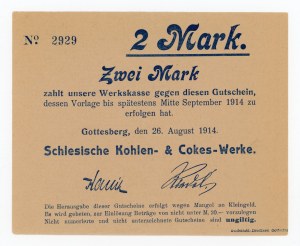 No 2929
2 Mark.
Zwei Mark
zahlt unsere Werkskasse gegen diesen Gutschein,
dessen Vorlage bis spätestens Mitte September 1914 zu
erfolgen hat.
Gottesberg, den 26. August 1914.
Schlesische Kohlen- & Cokes-Werke.
Die Herausgabe dieser Gutscheine erfolgt wegen Mangel an Kleingeld.
Es wird gebeten, zur Einlösung Beträge von nicht unter M. 10.— vorzulegen
Nicht numerierte und nicht unterzeichnete Gutscheine sind ungiltig.